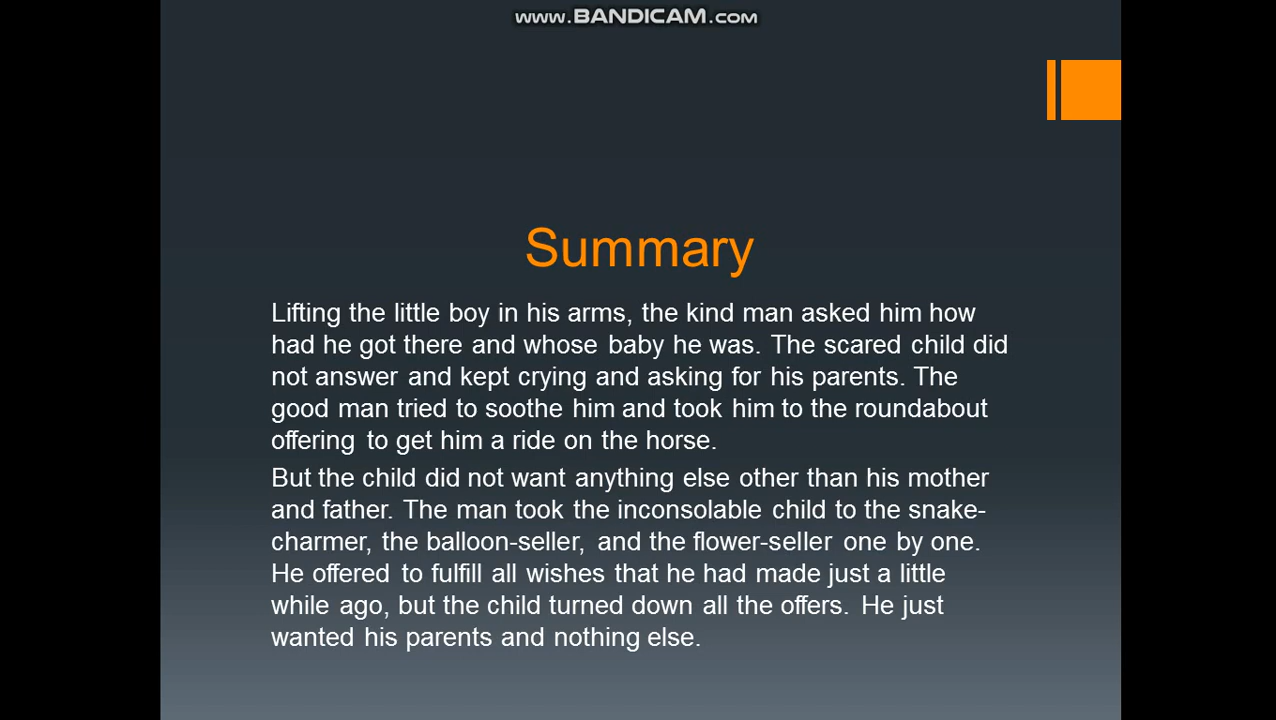 www.BANDICAM.com
Summary
Lifting the little boy in his arms, the kind man asked him how
had he got there and whose baby he was. The scared child did
not answer and kept crying and asking for his parents. The
good man tried to soothe him and took him to the roundabout
offering to get him a ride on the horse.
But the child did not want anything else other than his mother
and father. The man took the inconsolable child to the snake-
charmer, the balloon-seller, and the flower-seller one by one.
He offered to fulfill all wishes that he had made just a little
while ago, but the child turned down all the offers. He just
wanted his parents and nothing else.